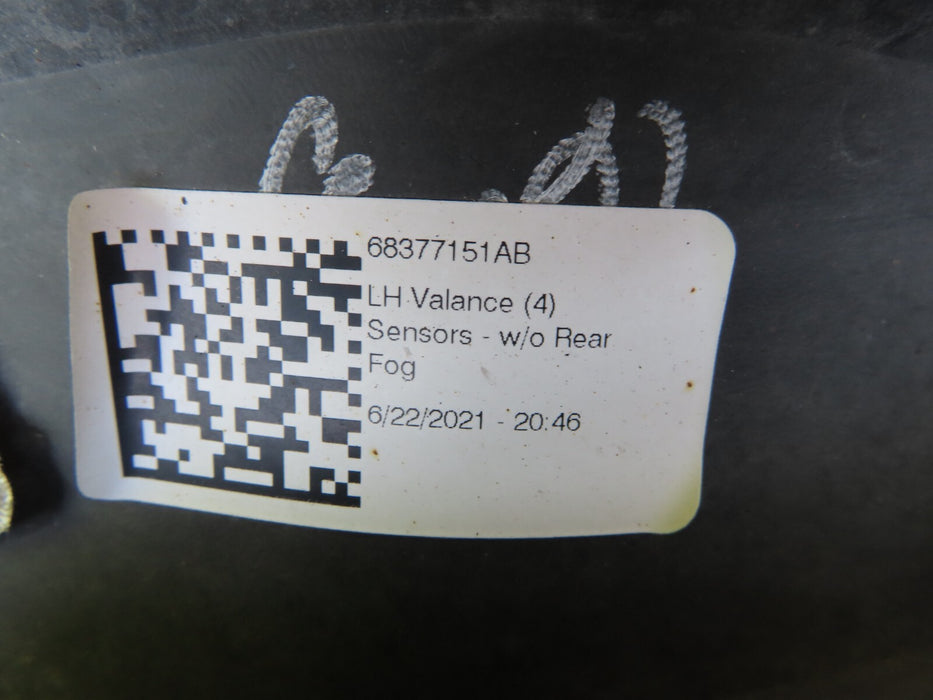 68377151AB
LH Valance (4)
Sensors - w/o Rear
Fog
6/22/2021 - 20:46